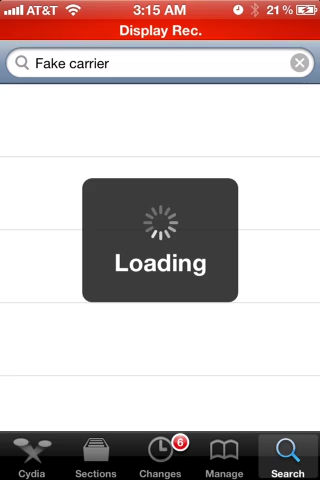 AT&T 3:15 AM 21%
Display Rec.
Fake carrier
Loading
6
Cydia Sections Changes Manage Search